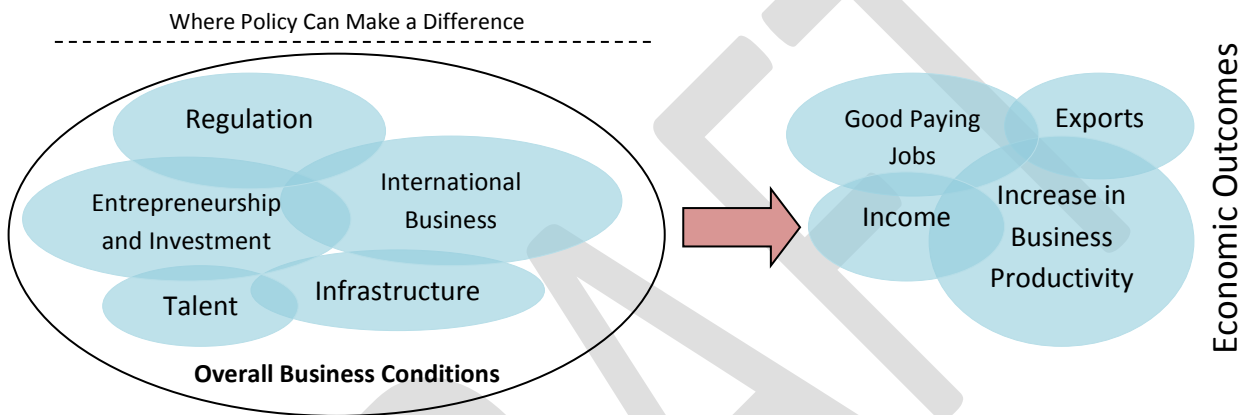 Where Policy Can Make a Difference
Regulation
International
Business
Entrepreneurship
and Investment
Infrastructure
Talent
Overall Business Conditions
Good Paying
Jobs
Exports
Income
Increase in
Business
Productivity
Economic Outcomes